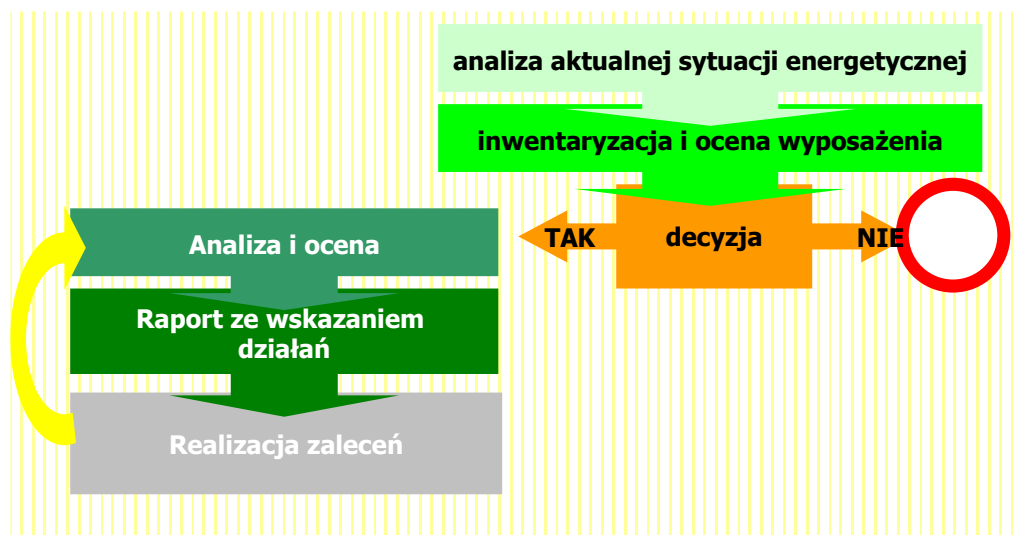 analiza aktualnej sytuacji energetycznej
inwentaryzacja i ocena wyposażenia
TAK
decyzja
NIE
Analiza i ocena
Raport ze wskazaniem
działań
Realizacja zaleceń